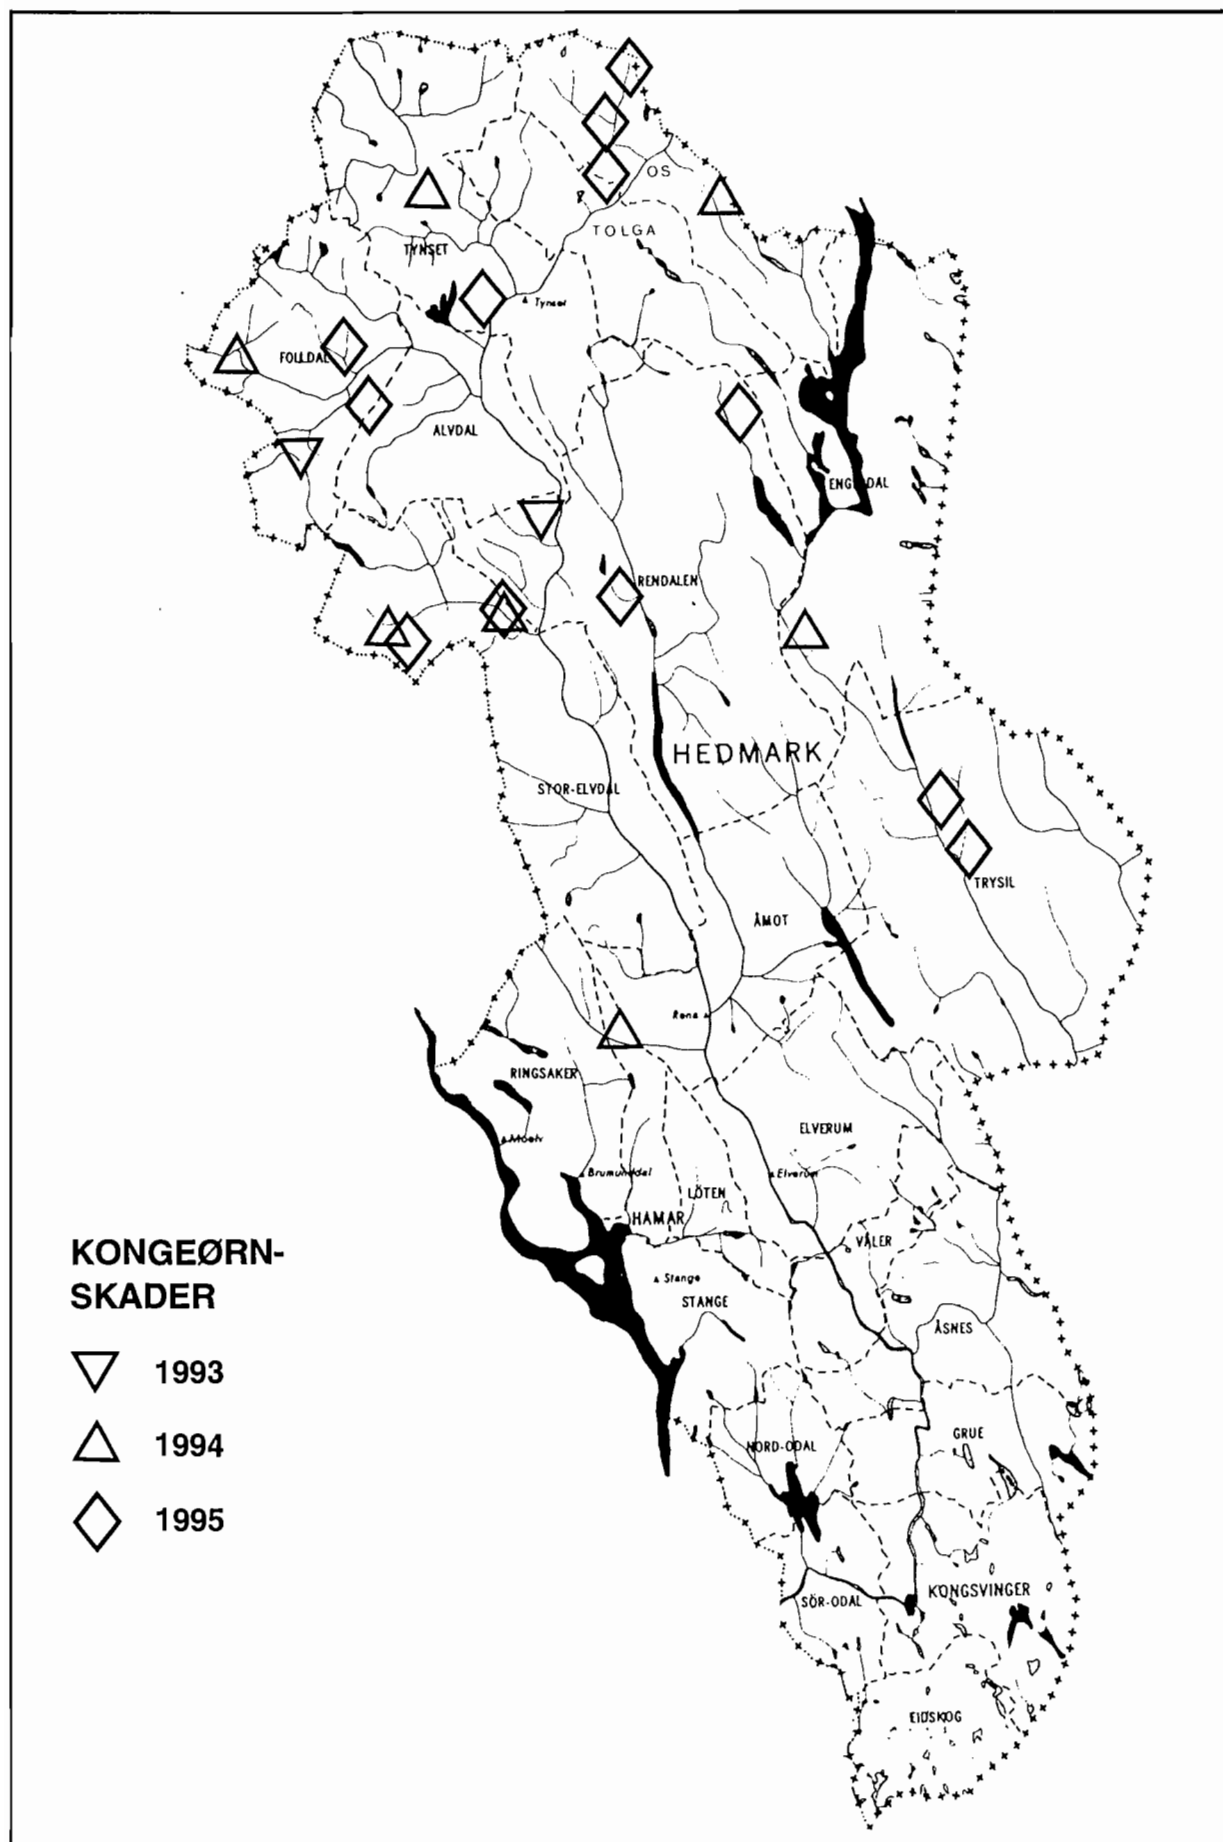 OS
TOLGA
TYNSET
Tynset
FOLLDAL
ALVDAL
ENGERDAL
RENDALEN
HEDMARK
STOR-ELVDAL
TRYSIL
ÅMOT
Rena
RINGSAKER
ELVERUM
Moelv
Brumunddal
Elverum
LÖTEN
HAMAR
VÅLER
KONGEØRN-
SKADER
Stange
STANGE
ÅSNES
1993
1994
1995
NORD-ODAL
GRUE
SÖR-ODAL
KONGSVINGER
EIDSKOG